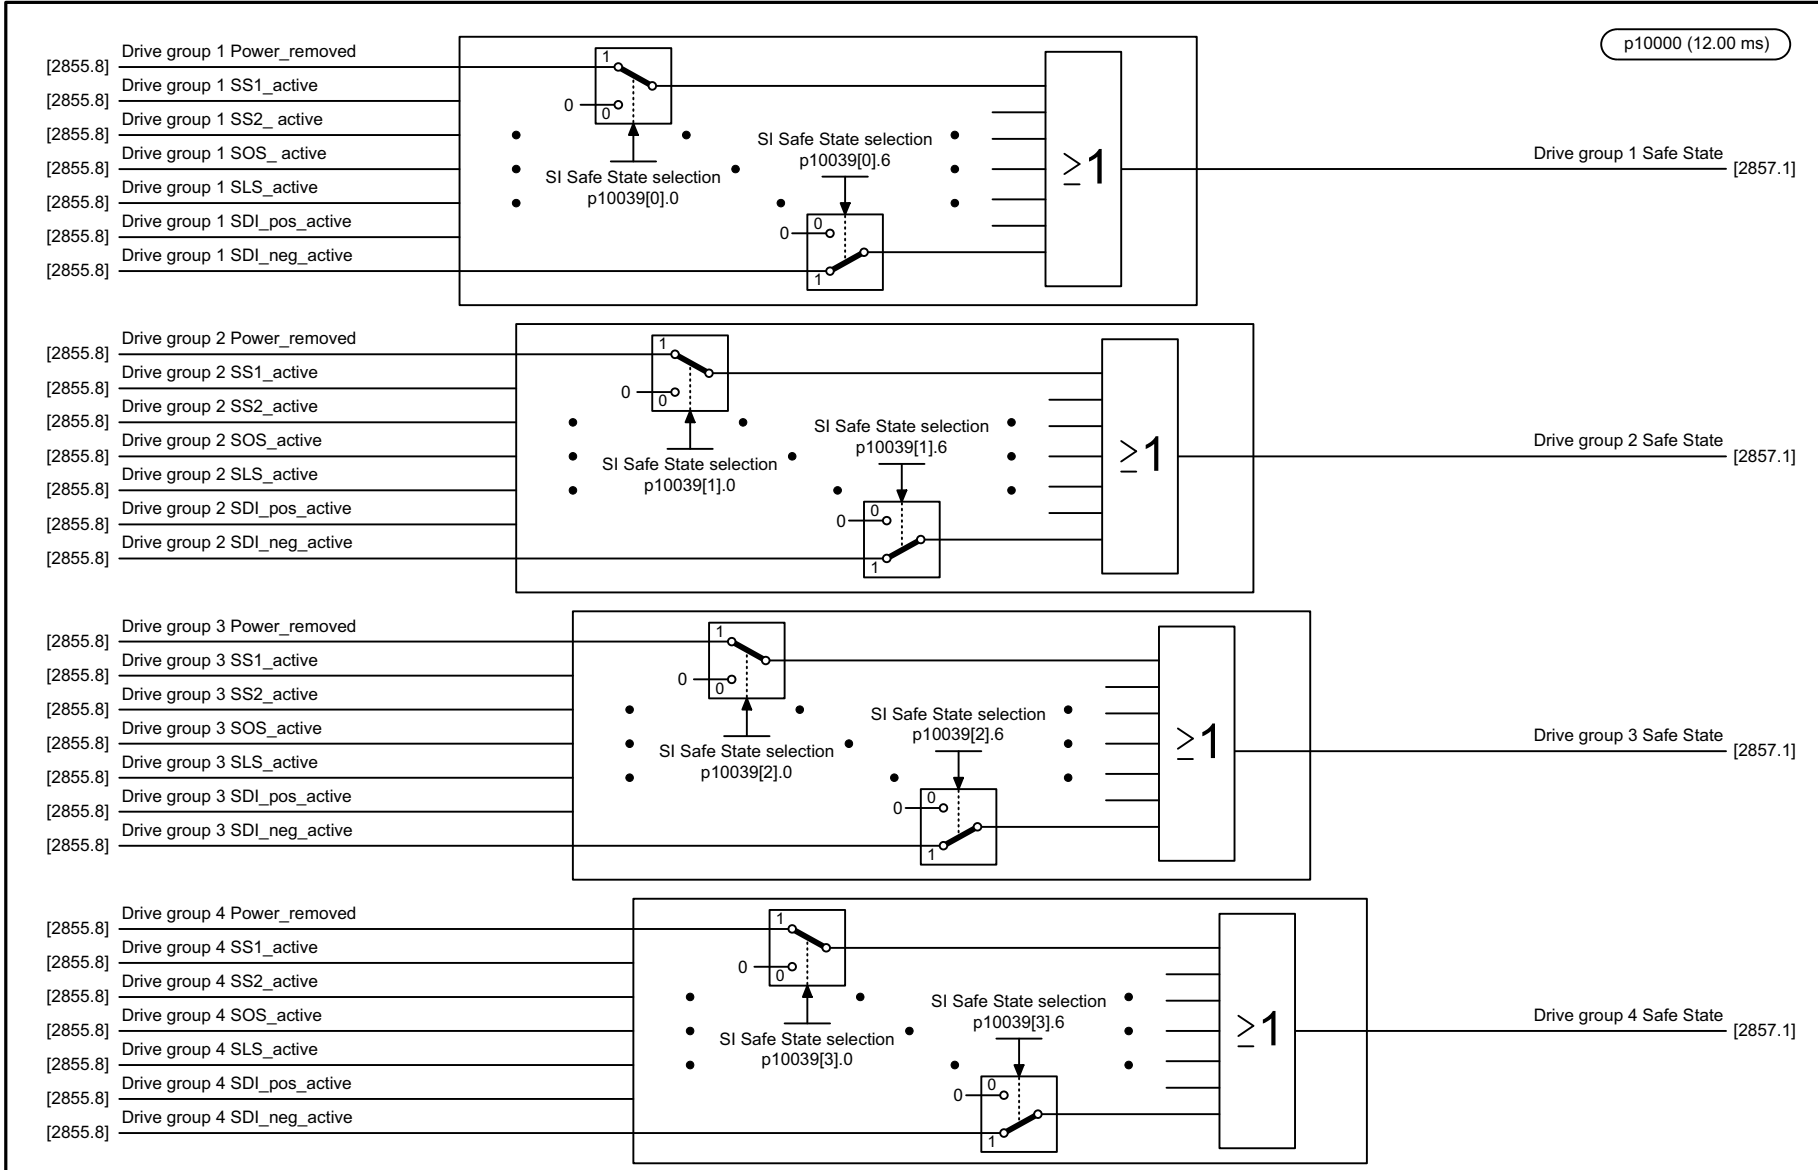 p10000 (12.00 ms)
Drive group 1 Power_removed
[2855.8]
Drive group 1 SS1_active
[2855.8]
Drive group 1 SS2_ active
[2855.8]
Drive group 1 SOS_ active
[2855.8]
Drive group 1 SLS_active
[2855.8]
Drive group 1 SDI_pos_active
[2855.8]
Drive group 1 SDI_neg_active
[2855.8]
1
0
0
SI Safe State selection
p10039[0].0
SI Safe State selection
p10039[0].6
0
0
1
≥1
Drive group 1 Safe State
[2857.1]
Drive group 2 Power_removed
[2855.8]
Drive group 2 SS1_active
[2855.8]
Drive group 2 SS2_active
[2855.8]
Drive group 2 SOS_active
[2855.8]
Drive group 2 SLS_active
[2855.8]
Drive group 2 SDI_pos_active
[2855.8]
Drive group 2 SDI_neg_active
[2855.8]
1
0
0
SI Safe State selection
p10039[1].0
SI Safe State selection
p10039[1].6
0
0
1
≥1
Drive group 2 Safe State
[2857.1]
Drive group 3 Power_removed
[2855.8]
Drive group 3 SS1_active
[2855.8]
Drive group 3 SS2_active
[2855.8]
Drive group 3 SOS_active
[2855.8]
Drive group 3 SLS_active
[2855.8]
Drive group 3 SDI_pos_active
[2855.8]
Drive group 3 SDI_neg_active
[2855.8]
1
0
0
SI Safe State selection
p10039[2].0
SI Safe State selection
p10039[2].6
0
0
1
≥1
Drive group 3 Safe State
[2857.1]
Drive group 4 Power_removed
[2855.8]
Drive group 4 SS1_active
[2855.8]
Drive group 4 SS2_active
[2855.8]
Drive group 4 SOS_active
[2855.8]
Drive group 4 SLS_active
[2855.8]
Drive group 4 SDI_pos_active
[2855.8]
Drive group 4 SDI_neg_active
[2855.8]
1
0
0
SI Safe State selection
p10039[3].0
SI Safe State selection
p10039[3].6
0
0
1
≥1
Drive group 4 Safe State
[2857.1]